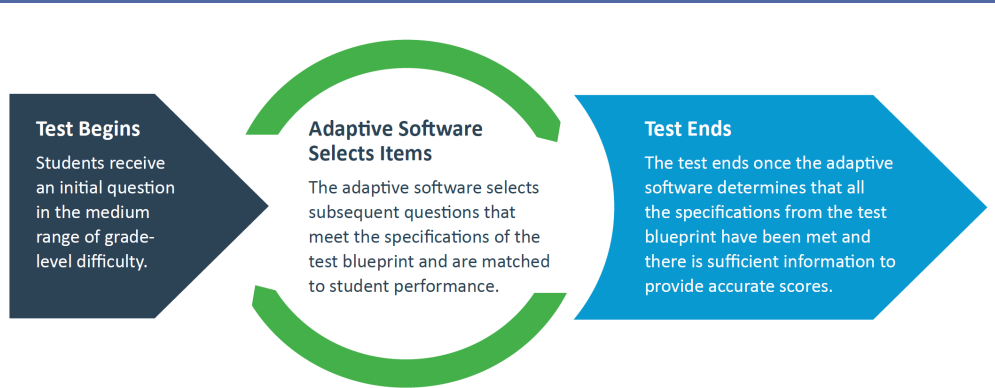 Test Begins
Students receive
an initial question
in the medium
range of grade-
level difficulty.
Adaptive Software
Selects Items
The adaptive software selects
subsequent questions that
meet the specifications of the
test blueprint and are matched
to student performance.
Test Ends
The test ends once the adaptive
software determines that all
the specifications from the test
blueprint have been met and
there is sufficient information to
provide accurate scores.